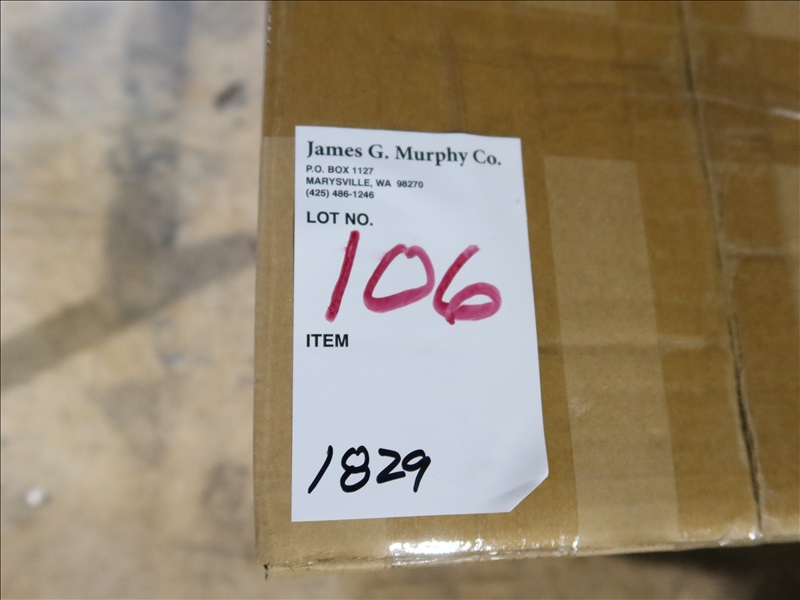 James G. Murphy Co.
P.O. BOX 1127
MARYSVILLE, WA 98270
(425) 486-1246
LOT NO.
106
ITEM
1829